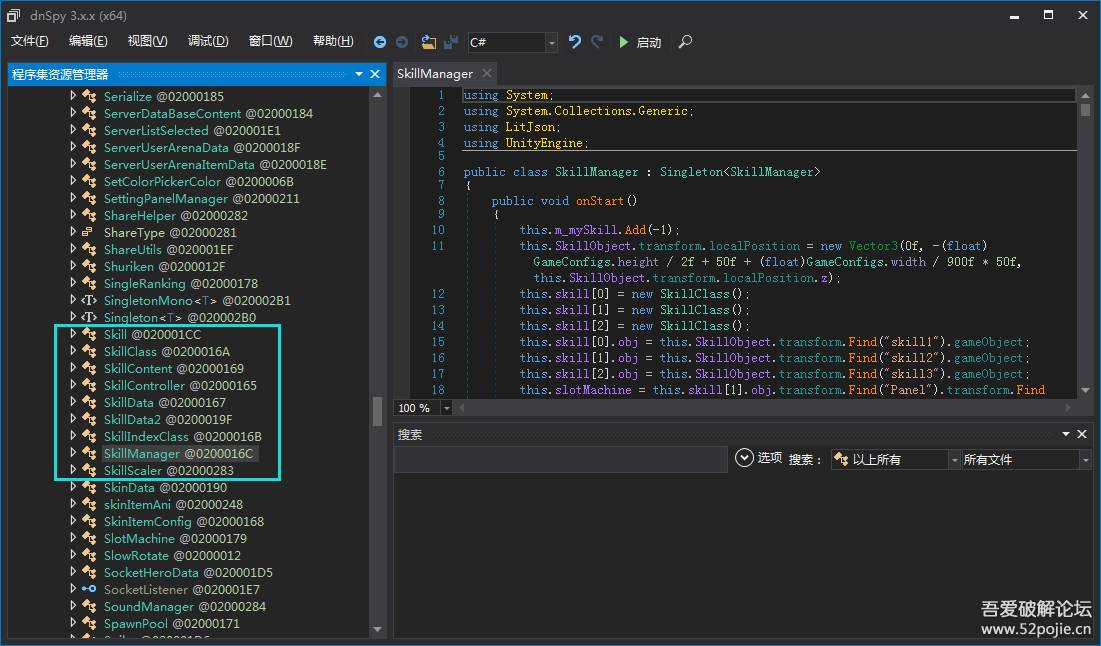 dnSpy 3.x.x (x64)
文件(F) 编辑(E) 视图(V) 调试(D) 窗口(W) 帮助(H) C# 启动
程序集资源管理器
Serialize @02000185
ServerDataBaseContent @02000184
ServerListSelected @020001E1
ServerUserArenaData @0200018F
ServerUserArenaItemData @0200018E
SetColorPickerColor @0200006B
SettingPanelManager @02000211
ShareHelper @02000282
ShareType @02000281
ShareUtils @020001EF
Shuriken @0200012F
SingleRanking @02000178
SingletonMono<T> @020002B1
Singleton<T> @020002B0
Skill @020001CC
SkillClass @0200016A
SkillContent @02000169
SkillController @02000165
SkillData @02000167
SkillData2 @0200019F
SkillIndexClass @0200016B
SkillManager @0200016C
SkillScaler @02000283
SkinData @02000190
skinItemAni @02000248
SkinItemConfig @02000168
SlotMachine @02000179
SlowRotate @02000012
SocketHeroData @020001D5
SocketListener @020001E7
SoundManager @02000284
SpawnPool @02000171
SkillManager
1 using System;
2 using System.Collections.Generic;
3 using LitJson;
4 using UnityEngine;
5
6 public class SkillManager : Singleton<SkillManager>
7 {
8 public void onStart()
9 {
10 this.m_mySkill.Add(-1);
11 this.SkillObject.transform.localPosition = new Vector3(0f, -(float)
GameConfigs.height / 2f + 50f + (float)GameConfigs.width / 900f * 50f,
this.SkillObject.transform.localPosition.z);
12 this.skill[0] = new SkillClass();
13 this.skill[1] = new SkillClass();
14 this.skill[2] = new SkillClass();
15 this.skill[0].obj = this.SkillObject.transform.Find("skill1").gameObject;
16 this.skill[1].obj = this.SkillObject.transform.Find("skill2").gameObject;
17 this.skill[2].obj = this.SkillObject.transform.Find("skill3").gameObject;
18 this.slotMachine = this.skill[1].obj.transform.Find("Panel").transform.Find
100 %
搜索
选项 搜索： 以上所有 所有文件
吾爱破解论坛
www.52pojie.cn